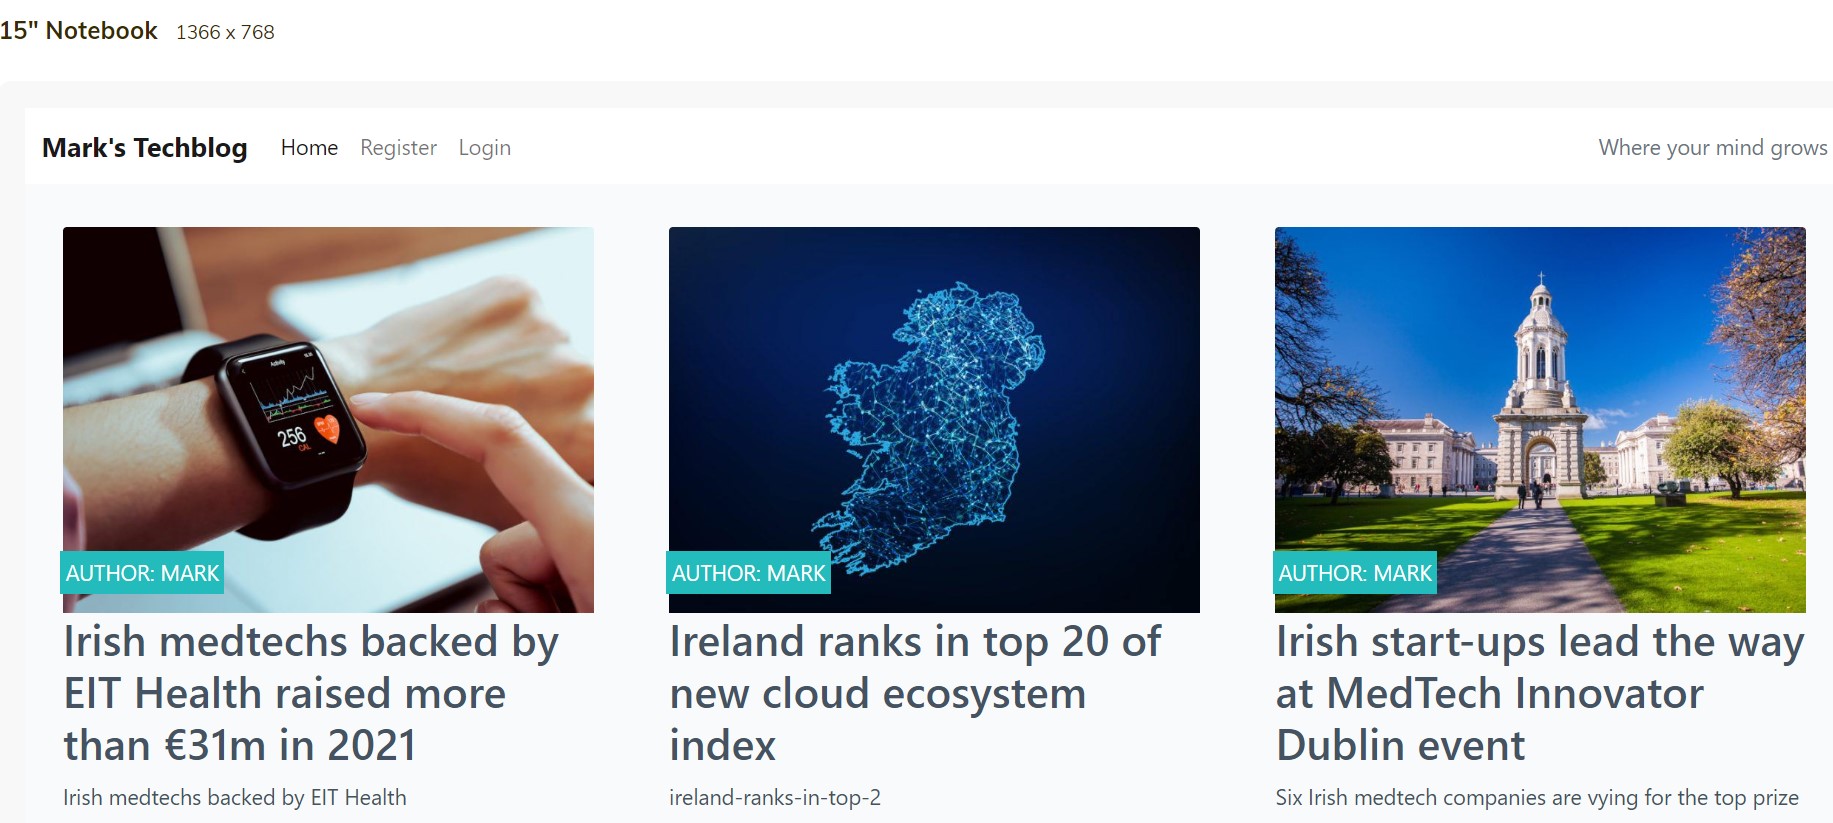 15" Notebook 1366 x 768
Mark's Techblog Home Register Login Where your mind grows
Activity
256
CAL
AUTHOR: MARK
AUTHOR: MARK
AUTHOR: MARK
Irish medtechs backed by
EIT Health raised more
than €31m in 2021
Irish medtechs backed by EIT Health
Ireland ranks in top 20 of
new cloud ecosystem
index
ireland-ranks-in-top-2
Irish start-ups lead the way
at MedTech Innovator
Dublin event
Six Irish medtech companies are vying for the top prize